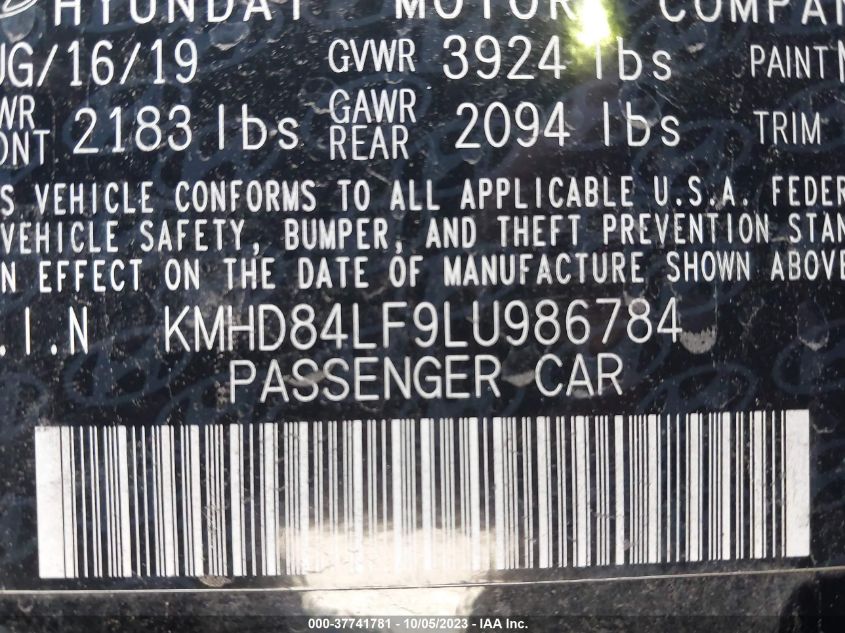 HYUNDAI MOTOR COMPAN
UG/16/19 GVWR 3924 lbs PAINT
WR GAWR
ONT 2183 lbs REAR 2094 lbs TRIM
S VEHICLE CONFORMS TO ALL APPLICABLE U.S.A. FEDER
VEHICLE SAFETY, BUMPER, AND THEFT PREVENTION STAN
N EFFECT ON THE DATE OF MANUFACTURE SHOWN ABOVE
.I.N KMHD84LF9LU986784
PASSENGER CAR
000-37741781 - 10/05/2023 - IAA Inc.